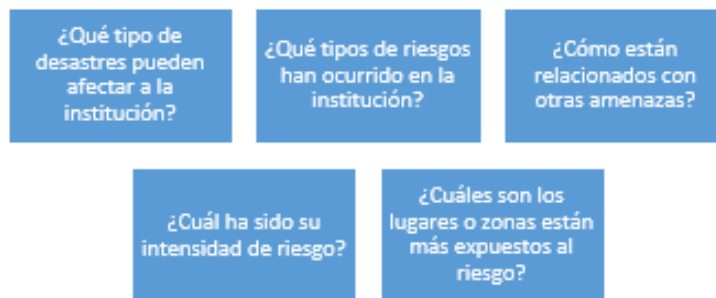 ¿Qué tipo de
desastres pueden
afectar a la
institución?
¿Qué tipos de riesgos
han ocurrido en la
institución?
¿Cómo están
relacionados con
otras amenazas?
¿Cuál ha sido su
intensidad de riesgo?
¿Cuáles son los
lugares o zonas están
más expuestos al
riesgo?